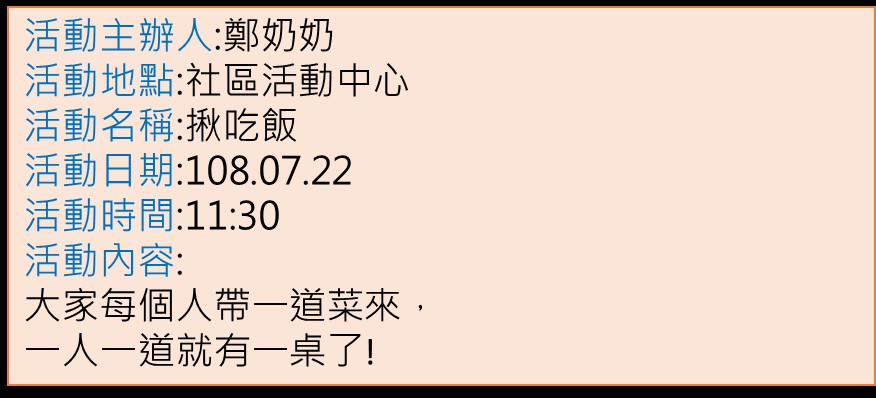 活動主辦人:鄭奶奶
活動地點:社區活動中心
活動名稱:揪吃飯
活動日期:108.07.22
活動時間:11:30
活動內容:
大家每個人帶一道菜來，
一人一道就有一桌了!